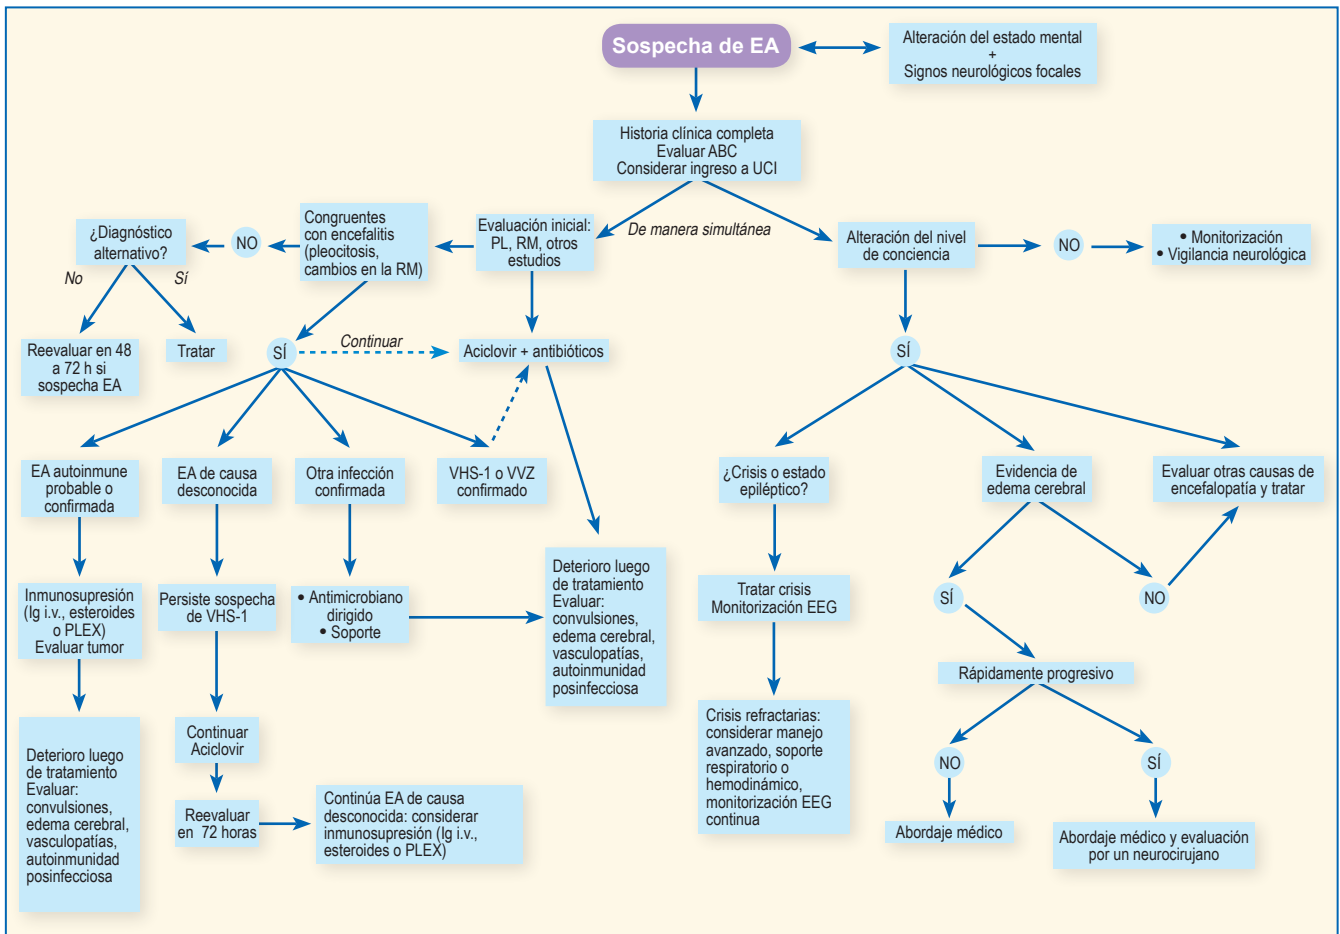 Sospecha de EA
Alteración del estado mental
+
Signos neurológicos focales
Historia clínica completa
Evaluar ABC
Considerar ingreso a UCI
De manera simultánea
¿Diagnóstico
alternativo?
NO
Congruentes
con encefalitis
(pleocitosis,
cambios en la RM)
Evaluación inicial:
PL, RM, otros
estudios
Alteración del nivel
de conciencia
NO
• Monitorización
• Vigilancia neurológica
No
Sí
Reevaluar en 48
a 72 h si
sospecha EA
Tratar
SÍ
Continuar
Aciclovir + antibióticos
SÍ
EA autoinmune
probable o
confirmada
EA de causa
desconocida
Otra infección
confirmada
VHS-1 o VVZ
confirmado
¿Crisis o estado
epiléptico?
Evidencia de
edema cerebral
Evaluar otras causas de
encefalopatía y tratar
Inmunosupresión
(Ig i.v., esteroides
o PLEX)
Evaluar tumor
Persiste sospecha
de VHS-1
• Antimicrobiano
dirigido
• Soporte
Deterioro luego
de tratamiento
Evaluar:
convulsiones,
edema cerebral,
vasculopatías,
autoinmunidad
posinfecciosa
Tratar crisis
Monitorización EEG
SÍ
NO
Rápidamente progresivo
Deterioro luego
de tratamiento
Evaluar:
convulsiones,
edema cerebral,
vasculopatías,
autoinmunidad
posinfecciosa
Continuar
Aciclovir
Reevaluar
en 72 horas
Continúa EA de causa
desconocida: considerar
inmunosupresión (Ig i.v.,
esteroides o PLEX)
Crisis refractarias:
considerar manejo
avanzado, soporte
respiratorio o
hemodinámico,
monitorización EEG
continua
NO
SÍ
Abordaje médico
Abordaje médico y evaluación
por un neurocirujano